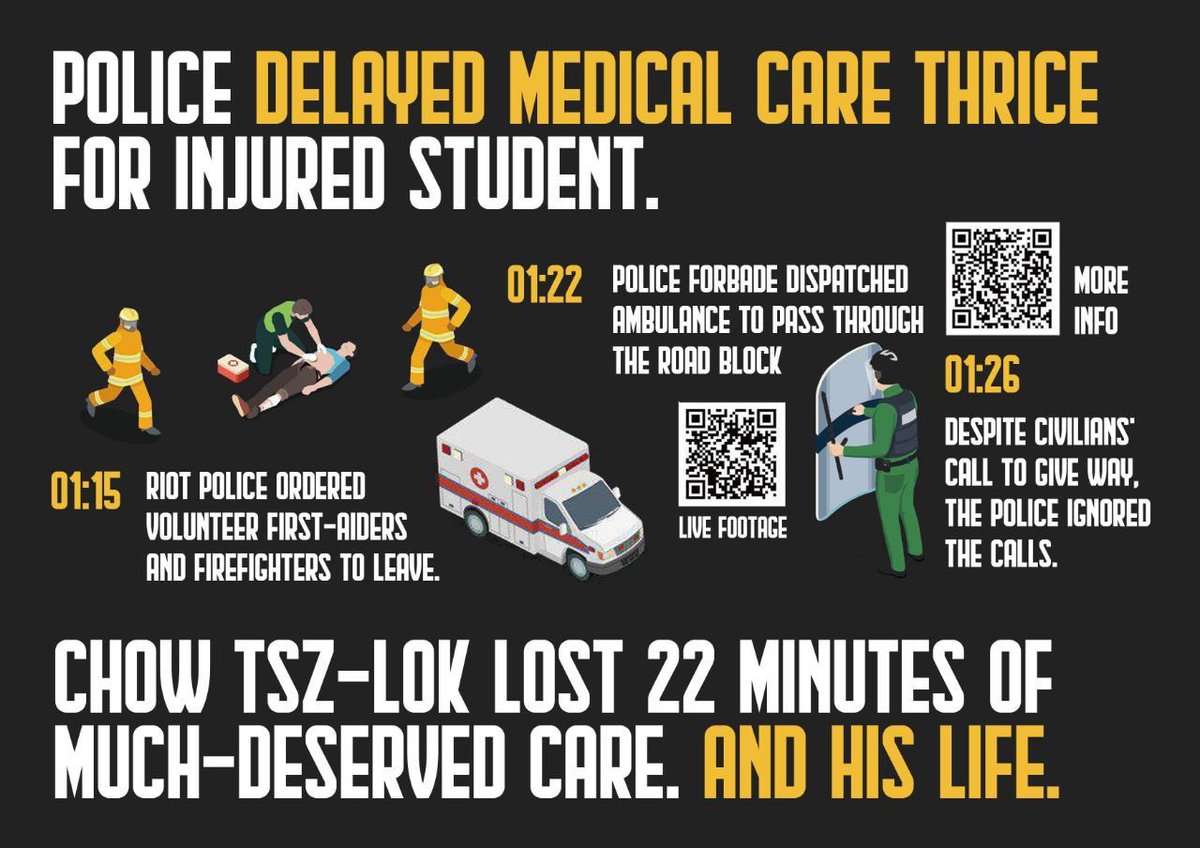 POLICE DELAYED MEDICAL CARE THRICE
FOR INJURED STUDENT.
01:15
RIOT POLICE ORDERED
VOLUNTEER FIRST-AIDERS
AND FIREFIGHTERS TO LEAVE.
01:22
POLICE FORBADE DISPATCHED
AMBULANCE TO PASS THROUGH
THE ROAD BLOCK
LIVE FOOTAGE
MORE
INFO
01:26
DESPITE CIVILIANS'
CALL TO GIVE WAY,
THE POLICE IGNORED
THE CALLS.
CHOW TSZ-LOK LOST 22 MINUTES OF
MUCH-DESERVED CARE. AND HIS LIFE.